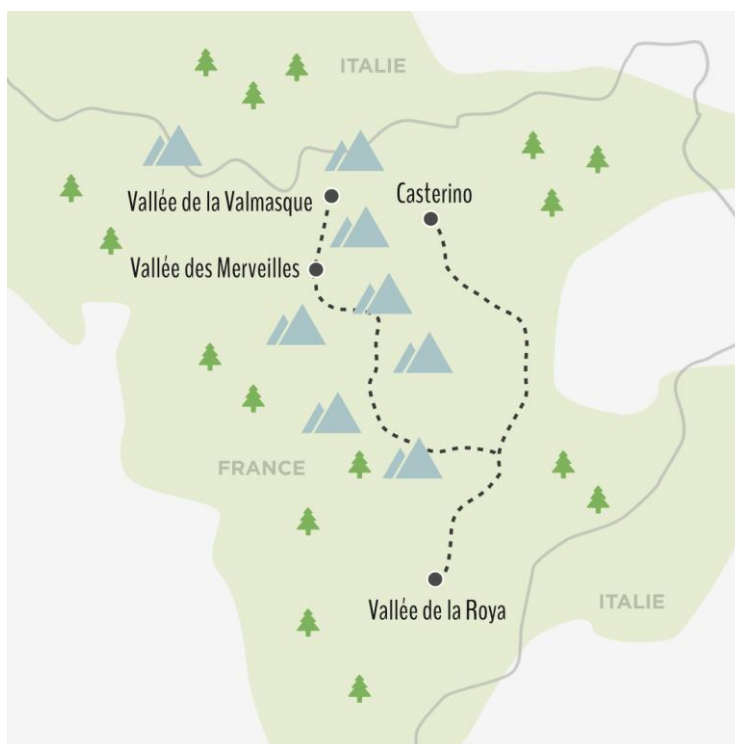 ITALIE
Vallée de la Valmasque
Casterino
Vallée des Merveilles
FRANCE
ITALIE
Vallée de la Roya